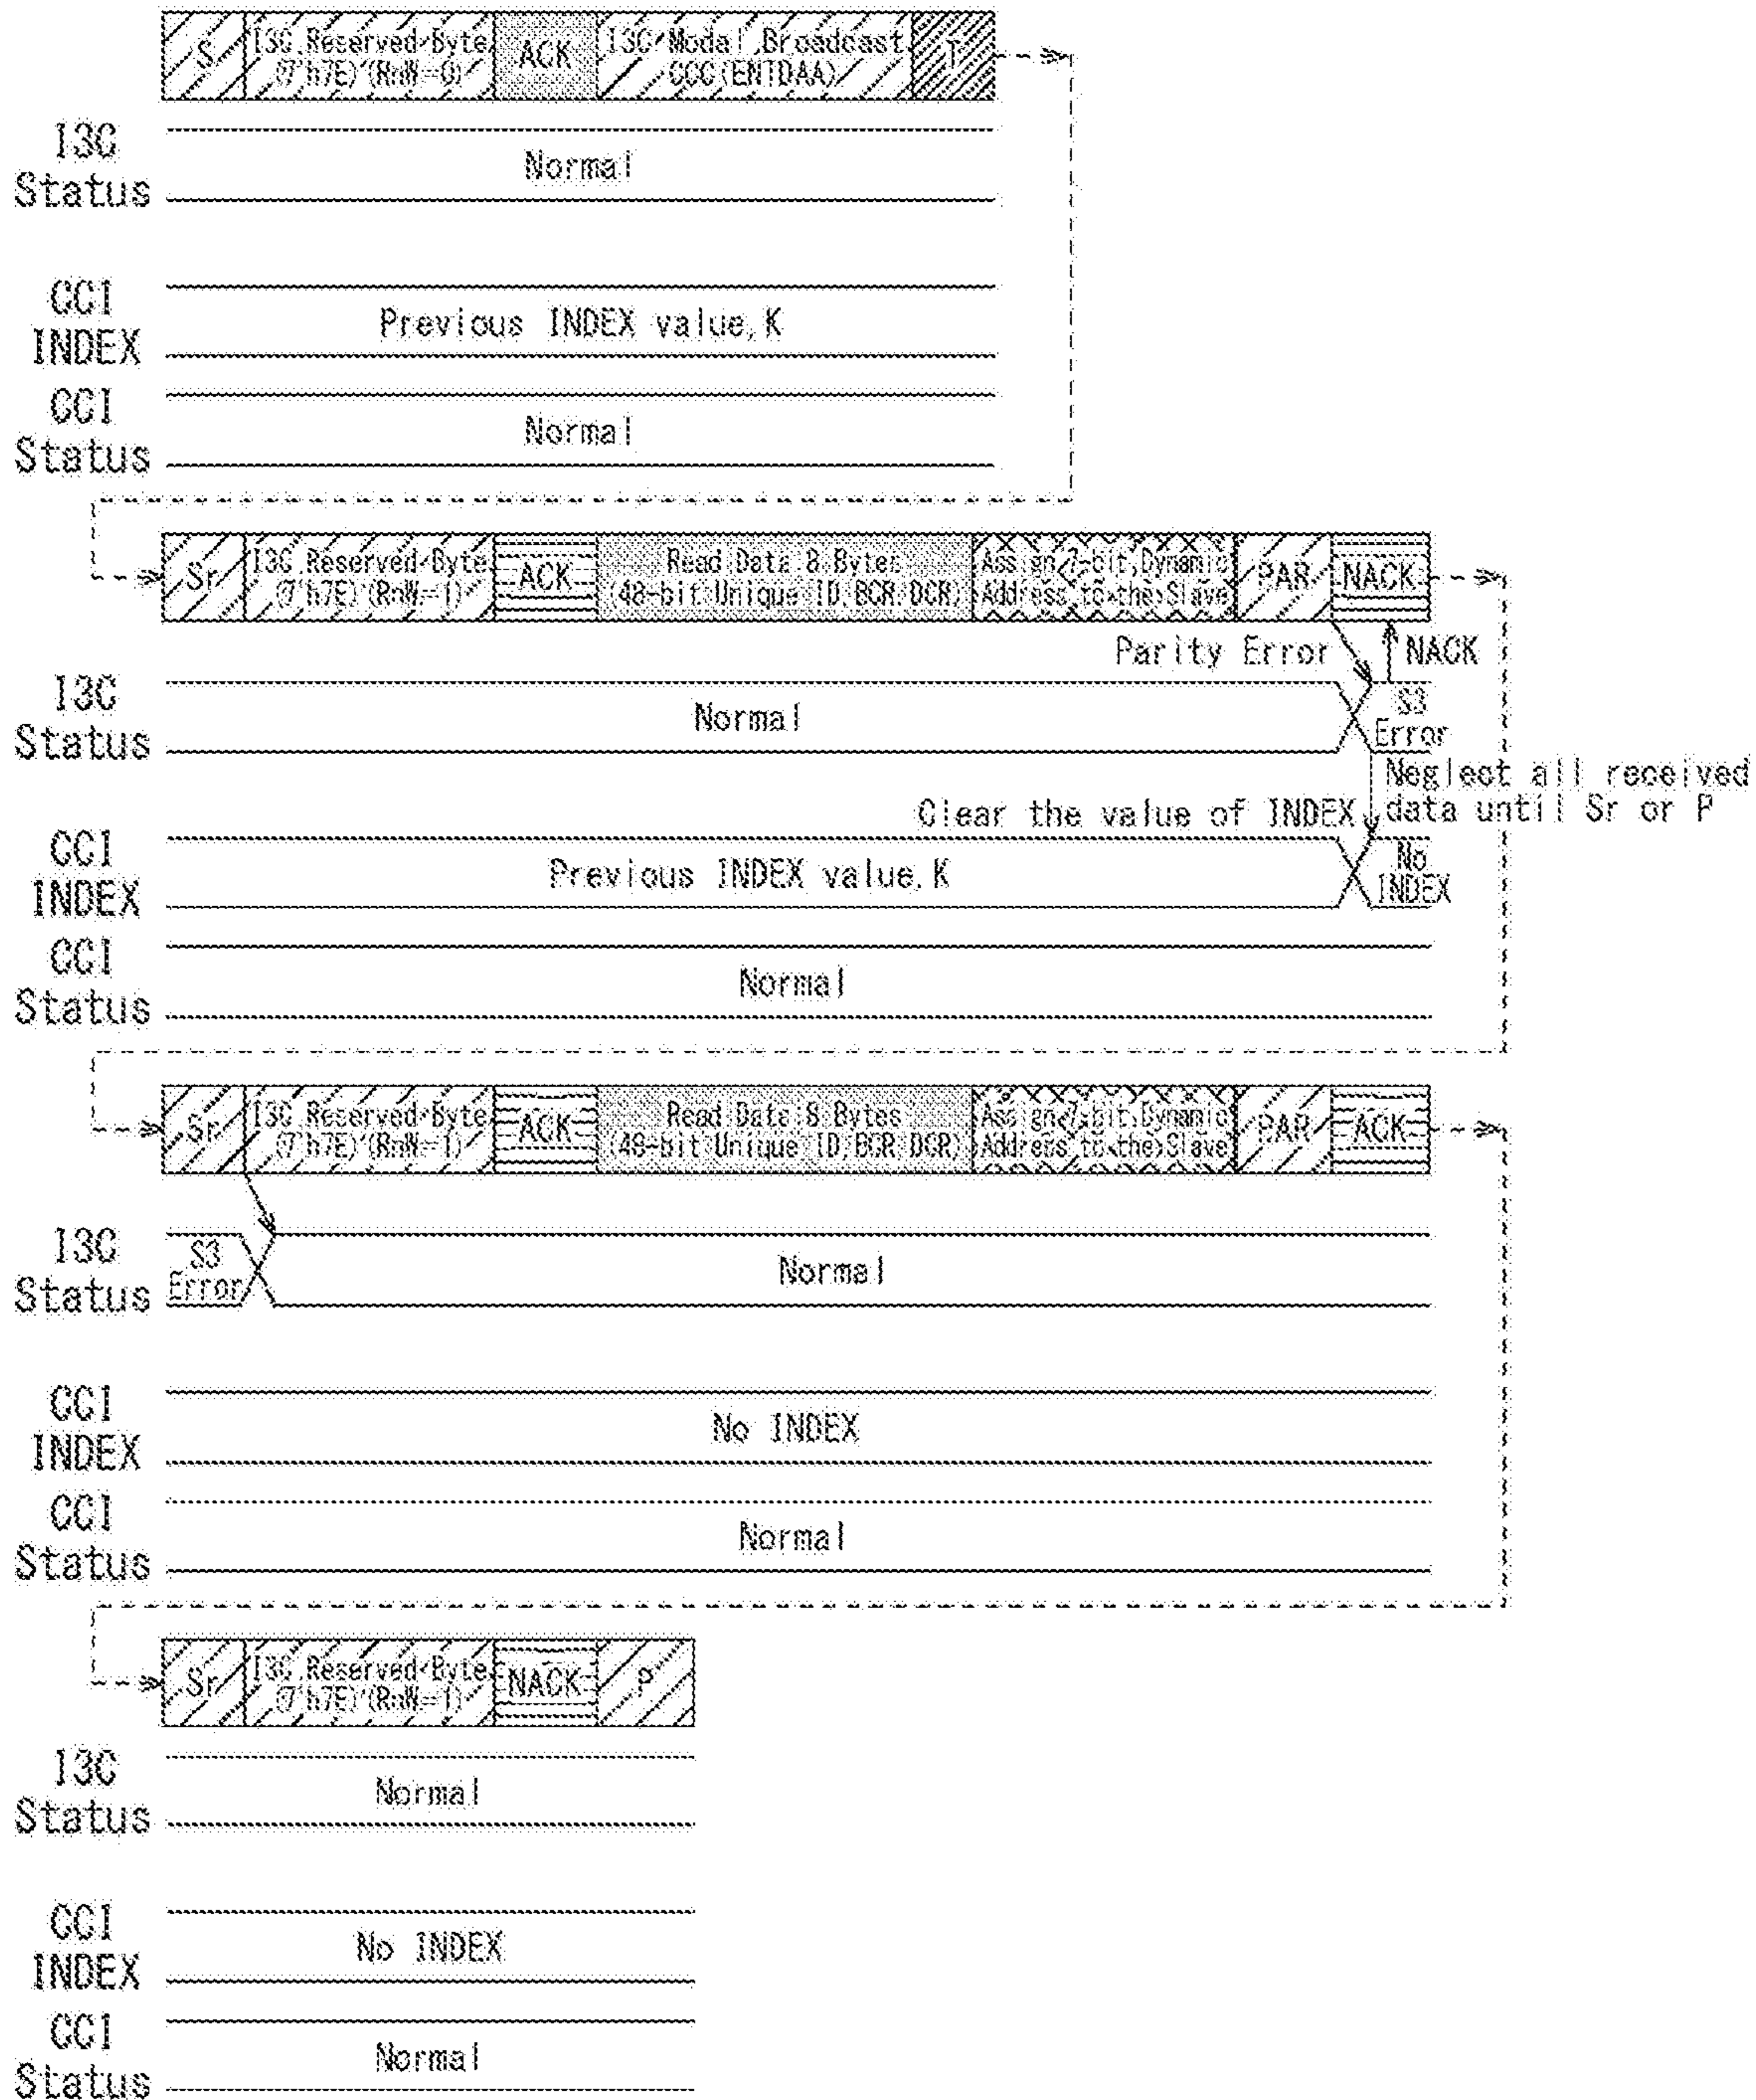 S I3C Reserved Byte ACK I3C Modal Broadcast T
(7'h7E) (RnW=0) CCC (ENTDAA)
I3C
Status
Normal
CCI
INDEX
Previous INDEX value, K
CCI
Status
Normal
Sr I3C Reserved Byte ACK Read Data 8 Bytes Assign 7-bit Dynamic PAR NACK
(7'h7E) (RnW=1) (48-bit Unique ID, BCR, DCR) Address to the Slave
Parity Error
NACK
I3C
Status
Normal
S3
Error
Neglect all received
data until Sr or P
Clear the value of INDEX
CCI
INDEX
Previous INDEX value, K
No
INDEX
CCI
Status
Normal
Sr I3C Reserved Byte ACK Read Data 8 Bytes Assign 7-bit Dynamic PAR ACK
(7'h7E) (RnW=1) (48-bit Unique ID, BCR, DCR) Address to the Slave
I3C
Status
S3
Error
Normal
CCI
INDEX
No INDEX
CCI
Status
Normal
Sr I3C Reserved Byte NACK P
(7'h7E) (RnW=1)
I3C
Status
Normal
CCI
INDEX
No INDEX
CCI
Status
Normal